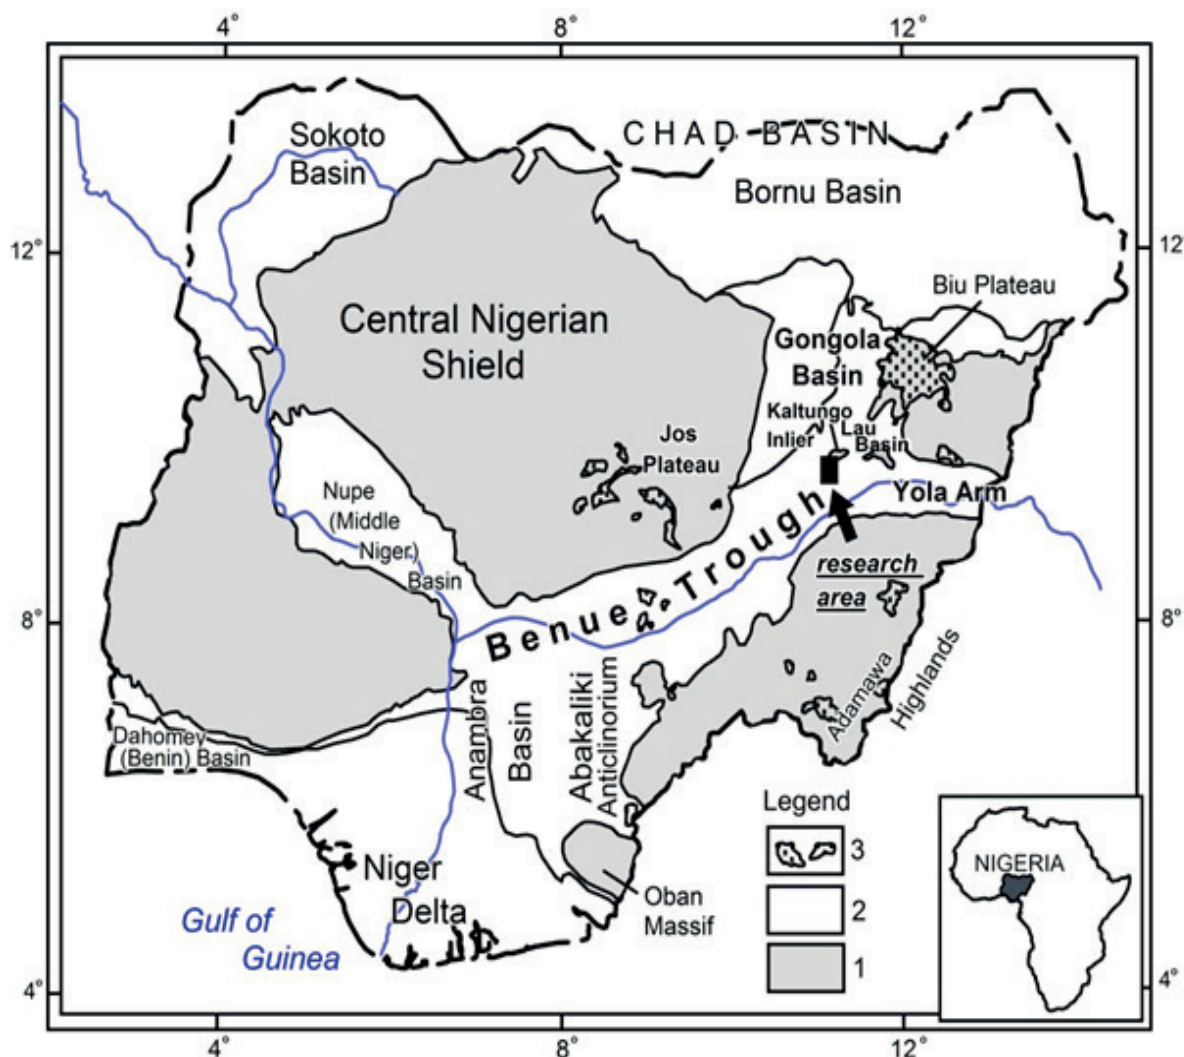 4°
8°
12°
Sokoto
Basin
CHAD BASIN
Bornu Basin
12°
12°
Biu Plateau
Central Nigerian
Shield
Gongola
Basin
Kaltungo
Inlier
Lau
Basin
Jos
Plateau
Yola Arm
Nupe
(Middle
Niger)
Basin
Benue Trough
research
area
8°
8°
Adamawa
Highlands
Anambra
Basin
Abakaliki
Anticlinorium
Dahomey
(Benin) Basin
Niger
Delta
Gulf of
Guinea
Oban
Massif
Legend
3
2
1
NIGERIA
4°
4°
4°
8°
12°